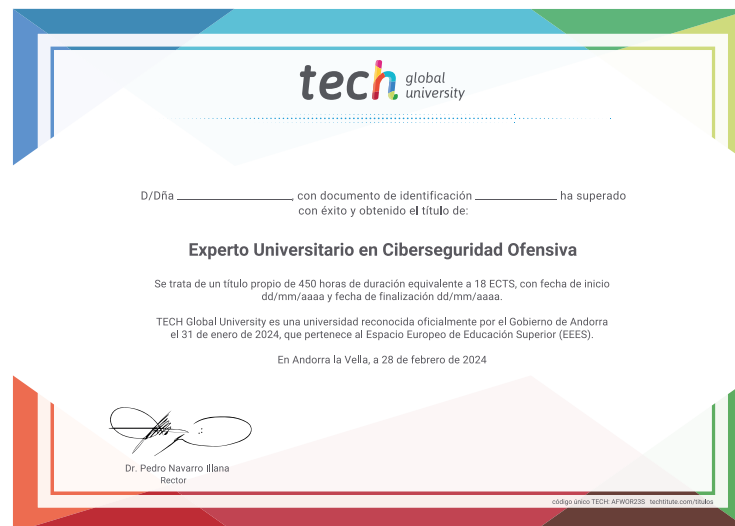 tech global university
D/Dña ____________________, con documento de identificación ______________ ha superado
con éxito y obtenido el título de:
Experto Universitario en Ciberseguridad Ofensiva
Se trata de un título propio de 450 horas de duración equivalente a 18 ECTS, con fecha de inicio
dd/mm/aaaa y fecha de finalización dd/mm/aaaa.
TECH Global University es una universidad reconocida oficialmente por el Gobierno de Andorra
el 31 de enero de 2024, que pertenece al Espacio Europeo de Educación Superior (EEES).
En Andorra la Vella, a 28 de febrero de 2024
Dr. Pedro Navarro Illana
Rector
código único TECH: AFWOR23S techtitute.com/titulos